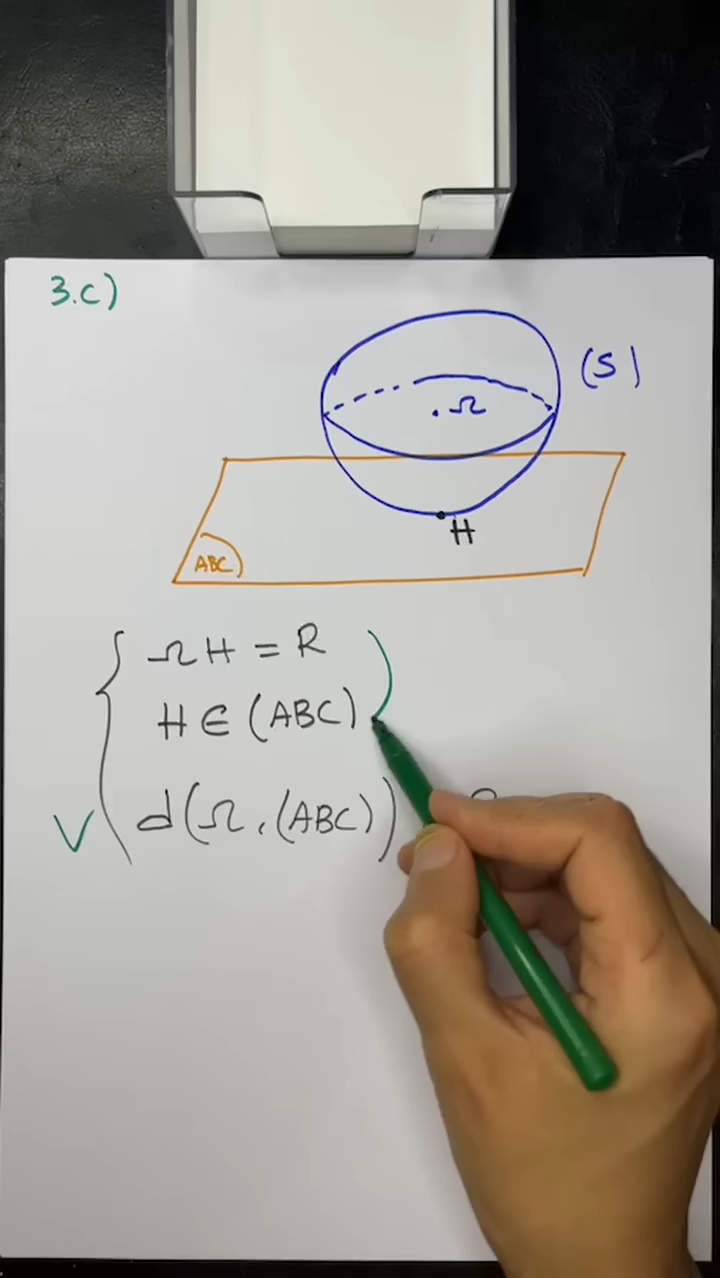 3.c)
(S)
.Ω
H
ABC
ΩH = R
H ∈ (ABC)
V
d(Ω,(ABC))